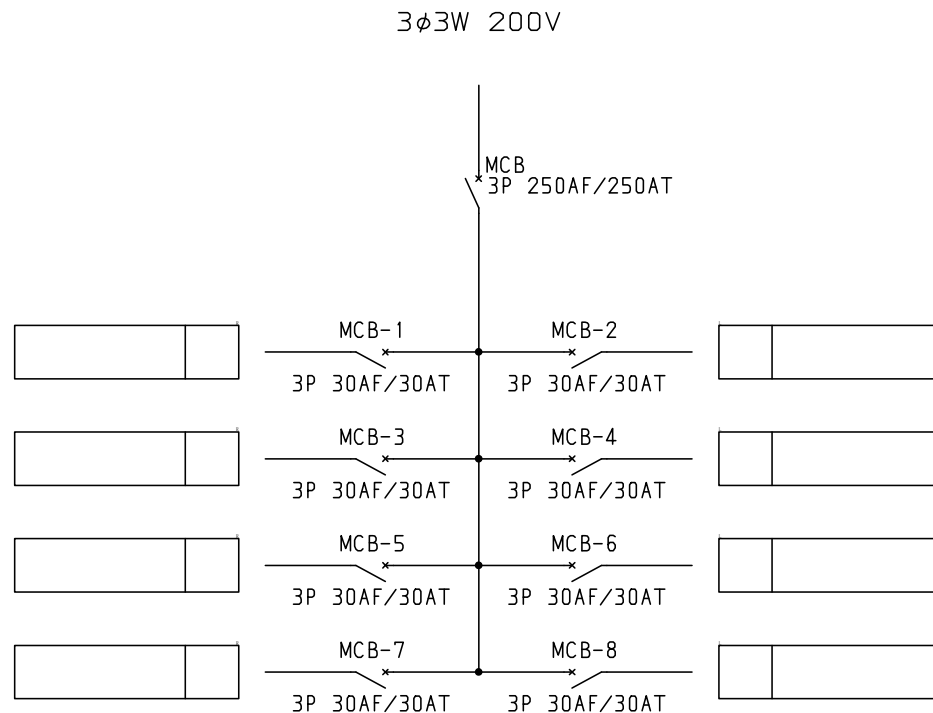 3φ3W 200V
MCB
3P 250AF/250AT
MCB-1
MCB-2
3P 30AF/30AT
3P 30AF/30AT
MCB-3
MCB-4
3P 30AF/30AT
3P 30AF/30AT
MCB-5
MCB-6
3P 30AF/30AT
3P 30AF/30AT
MCB-7
MCB-8
3P 30AF/30AT
3P 30AF/30AT